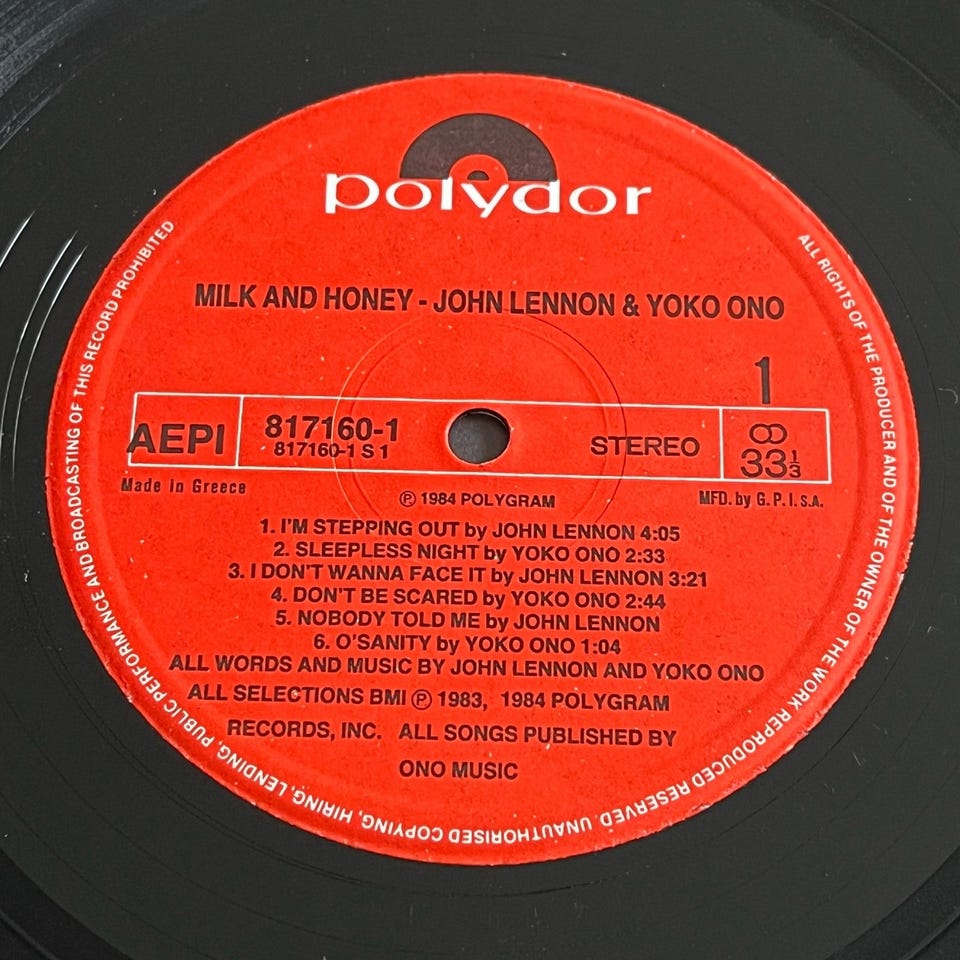 polydor
MILK AND HONEY - JOHN LENNON & YOKO ONO
1
AEPI
817160-1
817160-1 S 1
STEREO
33 1/3
Made in Greece
℗ 1984 POLYGRAM
MFD. by G.P.I.S.A.
1. I'M STEPPING OUT by JOHN LENNON 4:05
2. SLEEPLESS NIGHT by YOKO ONO 2:33
3. I DON'T WANNA FACE IT by JOHN LENNON 3:21
4. DON'T BE SCARED by YOKO ONO 2:44
5. NOBODY TOLD ME by JOHN LENNON
6. O'SANITY by YOKO ONO 1:04
ALL WORDS AND MUSIC BY JOHN LENNON AND YOKO ONO
ALL SELECTIONS BMI ℗ 1983, 1984 POLYGRAM
RECORDS, INC. ALL SONGS PUBLISHED BY
ONO MUSIC
ALL RIGHTS OF THE PRODUCER AND OF THE OWNER OF THE WORK REPRODUCED RESERVED. UNAUTHORISED COPYING, HIRING, LENDING, PUBLIC PERFORMANCE AND BROADCASTING OF THIS RECORD PROHIBITED